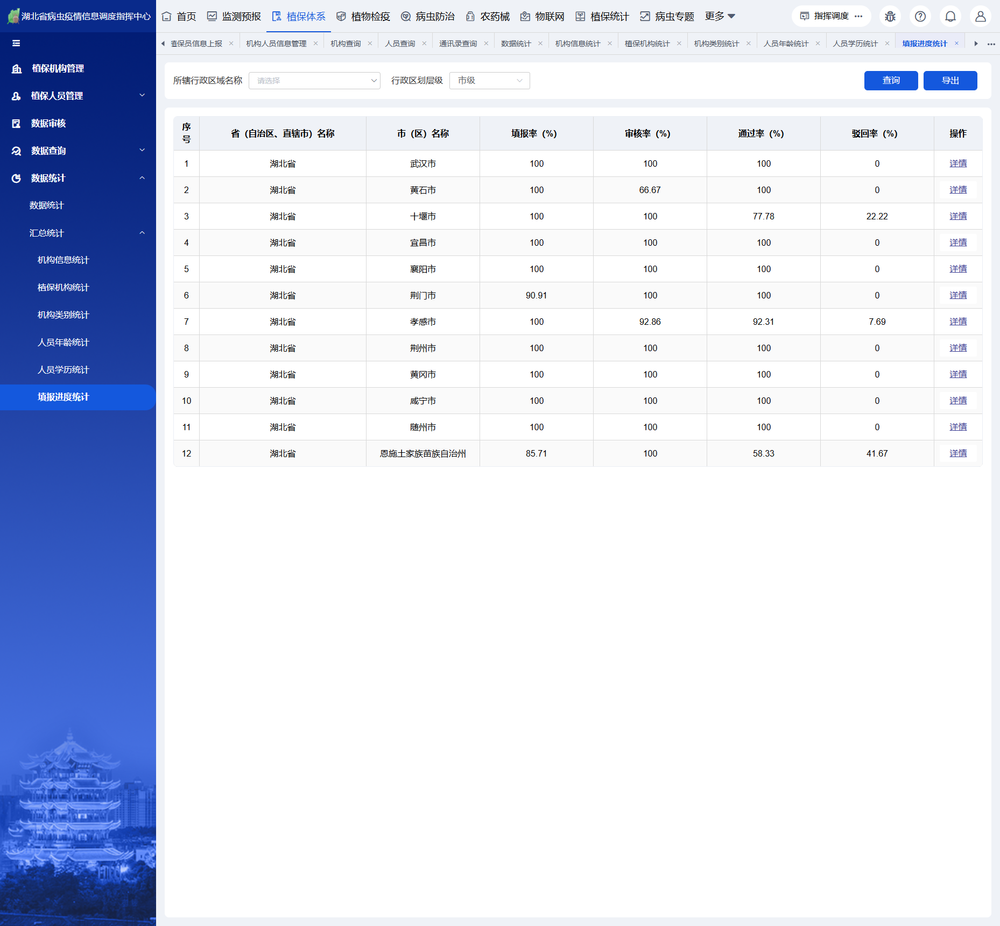 湖北省病虫疫情信息调度指挥中心
首页 监测预报 植保体系 植物检疫 病虫防治 农药械 物联网 植保统计 病虫专题 更多 指挥调度
植保员信息上报 机构人员信息管理 机构查询 人员查询 通讯录查询 数据统计 机构信息统计 植保机构统计 机构类别统计 人员年龄统计 人员学历统计 填报进度统计
植保机构管理
植保人员管理
数据审核
数据查询
数据统计
数据统计
汇总统计
机构信息统计
植保机构统计
机构类别统计
人员年龄统计
人员学历统计
填报进度统计
所辖行政区域名称 请选择 行政区划层级 市级 查询 导出
序号 省（自治区、直辖市）名称 市（区）名称 填报率（%） 审核率（%） 通过率（%） 驳回率（%） 操作
1 湖北省 武汉市 100 100 100 0 详情
2 湖北省 黄石市 100 66.67 100 0 详情
3 湖北省 十堰市 100 100 77.78 22.22 详情
4 湖北省 宜昌市 100 100 100 0 详情
5 湖北省 襄阳市 100 100 100 0 详情
6 湖北省 荆门市 90.91 100 100 0 详情
7 湖北省 孝感市 100 92.86 92.31 7.69 详情
8 湖北省 荆州市 100 100 100 0 详情
9 湖北省 黄冈市 100 100 100 0 详情
10 湖北省 咸宁市 100 100 100 0 详情
11 湖北省 随州市 100 100 100 0 详情
12 湖北省 恩施土家族苗族自治州 85.71 100 58.33 41.67 详情